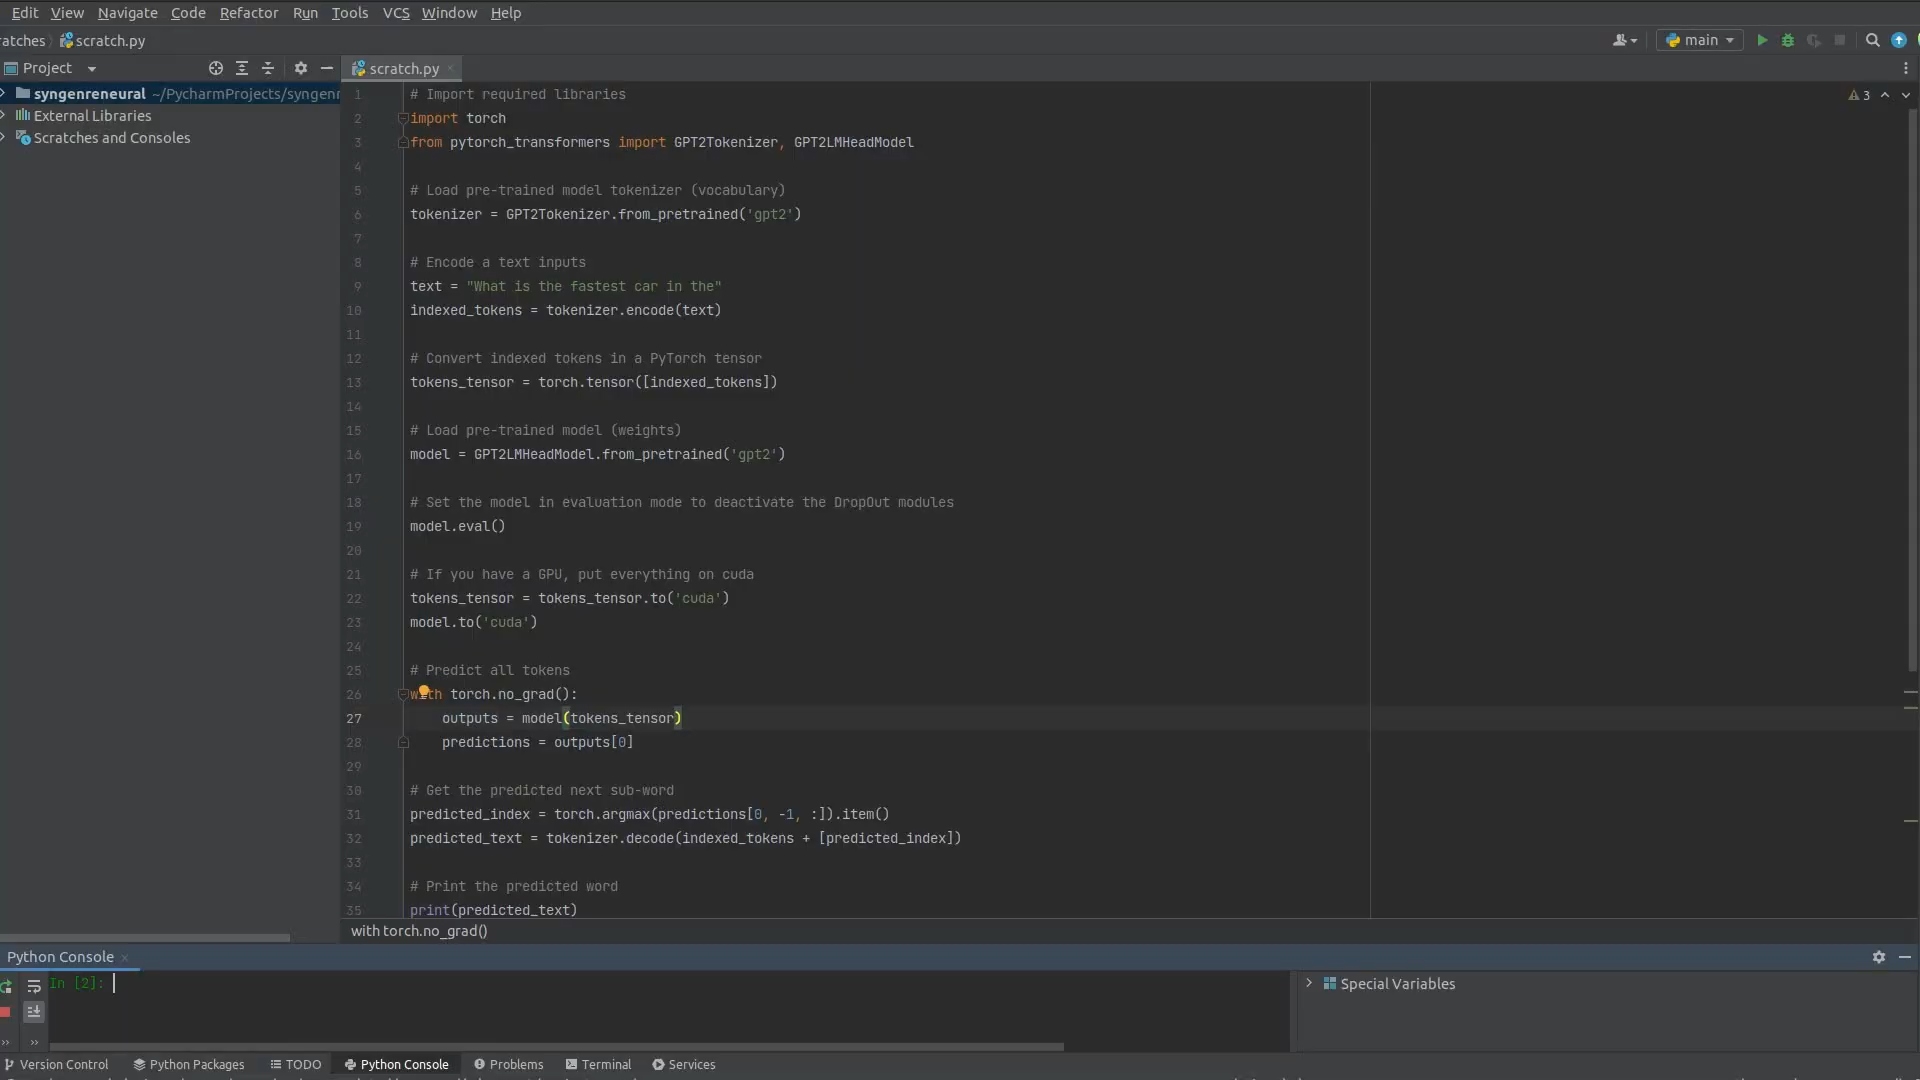 Edit View Navigate Code Refactor Run Tools VCS Window Help
atches scratch.py main
Project scratch.py
syngenreneural ~/PycharmProjects/syngenr
External Libraries
Scratches and Consoles
3
1 # Import required libraries
2 import torch
3 from pytorch_transformers import GPT2Tokenizer, GPT2LMHeadModel
4
5 # Load pre-trained model tokenizer (vocabulary)
6 tokenizer = GPT2Tokenizer.from_pretrained('gpt2')
7
8 # Encode a text inputs
9 text = "What is the fastest car in the"
10 indexed_tokens = tokenizer.encode(text)
11
12 # Convert indexed tokens in a PyTorch tensor
13 tokens_tensor = torch.tensor([indexed_tokens])
14
15 # Load pre-trained model (weights)
16 model = GPT2LMHeadModel.from_pretrained('gpt2')
17
18 # Set the model in evaluation mode to deactivate the DropOut modules
19 model.eval()
20
21 # If you have a GPU, put everything on cuda
22 tokens_tensor = tokens_tensor.to('cuda')
23 model.to('cuda')
24
25 # Predict all tokens
26 with torch.no_grad():
27 outputs = model(tokens_tensor)
28 predictions = outputs[0]
29
30 # Get the predicted next sub-word
31 predicted_index = torch.argmax(predictions[0, -1, :]).item()
32 predicted_text = tokenizer.decode(indexed_tokens + [predicted_index])
33
34 # Print the predicted word
35 print(predicted_text)
with torch.no_grad()
Python Console
In [2]:
Special Variables
Version Control Python Packages TODO Python Console Problems Terminal Services